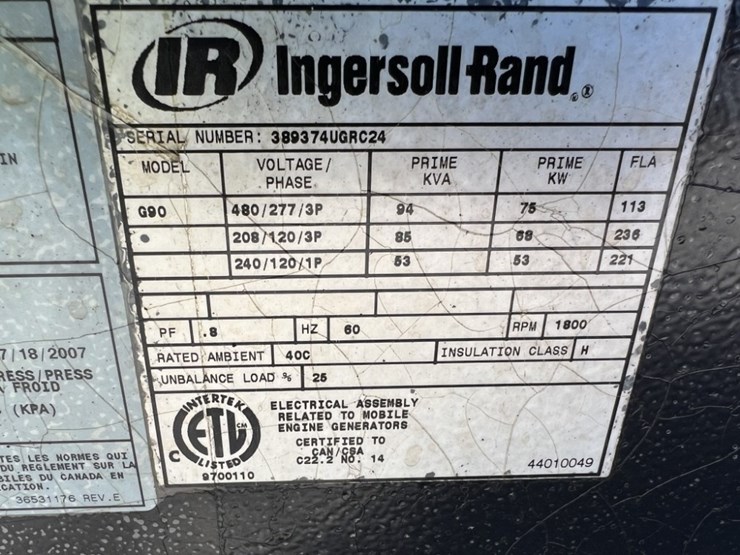 IR Ingersoll-Rand®
SERIAL NUMBER: 389374UGRC24
MODEL VOLTAGE/PHASE PRIME KVA PRIME KW FLA
G90 480/277/3P 94 75 113
208/120/3P 85 68 236
240/120/1P 53 53 221
PF .8 HZ 60 RPM 1800
RATED AMBIENT 40C INSULATION CLASS H
UNBALANCE LOAD % 25
INTERTEK
ETL CM
C LISTED
9700110
ELECTRICAL ASSEMBLY
RELATED TO MOBILE
ENGINE GENERATORS
CERTIFIED TO
CAN/CSA
C22.2 NO. 14
44010049
IN
7/18/2007
RESS/PRESS
FROID
(KPA)
TES LES NORMES QUI
DU REGLEMENT SUR LA
BILES DU CANADA EN
CATION.
36531176 REV.E